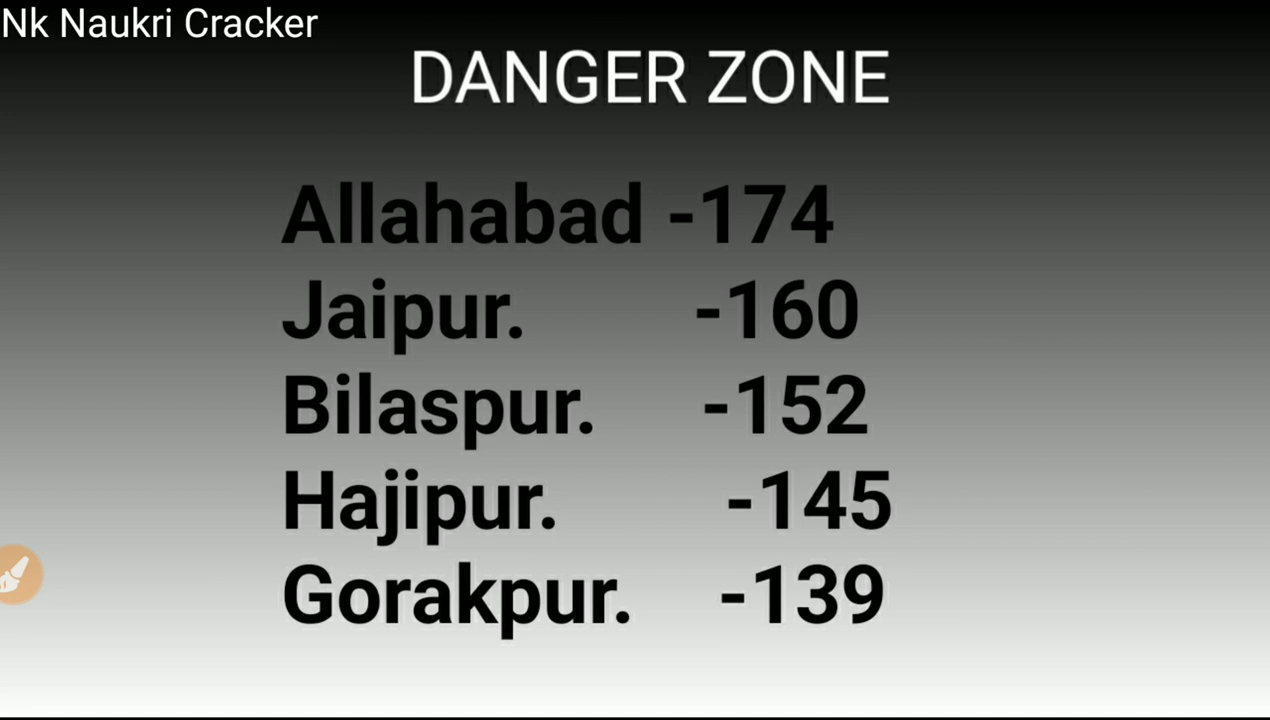 Nk Naukri Cracker
DANGER ZONE
Allahabad -174
Jaipur. -160
Bilaspur. -152
Hajipur. -145
Gorakpur. -139